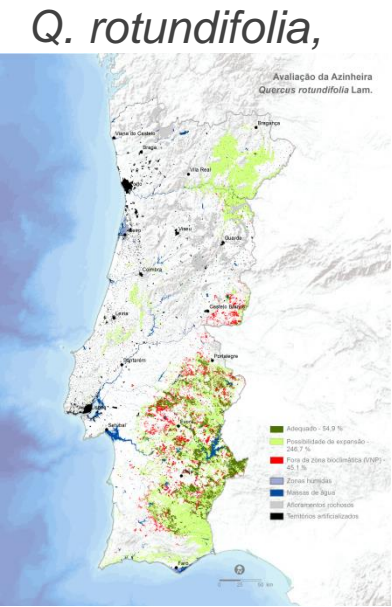 Q. rotundifolia,
Avaliação da Azinheira
Quercus rotundifolia Lam.
Bragança
Viana do Castelo
Braga
Vila Real
Viseu
Guarda
Coimbra
Castelo Branco
Leiria
Portalegre
Santarém
Setúbal
Faro
Adequado - 54,9 %
Possibilidade de expansão -
246,7 %
Fora da zona bioclimática (VNP) -
45,1 %
Zonas húmidas
Massas de água
Afloramentos rochosos
Territórios artificializados